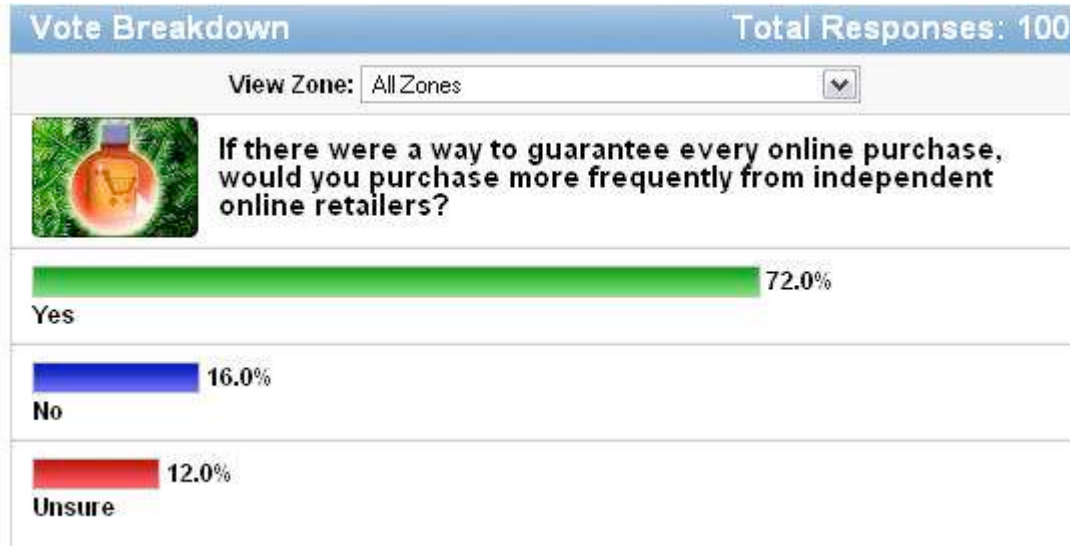 Vote Breakdown Total Responses: 100
View Zone: All Zones
If there were a way to guarantee every online purchase,
would you purchase more frequently from independent
online retailers?
72.0%
Yes
16.0%
No
12.0%
Unsure